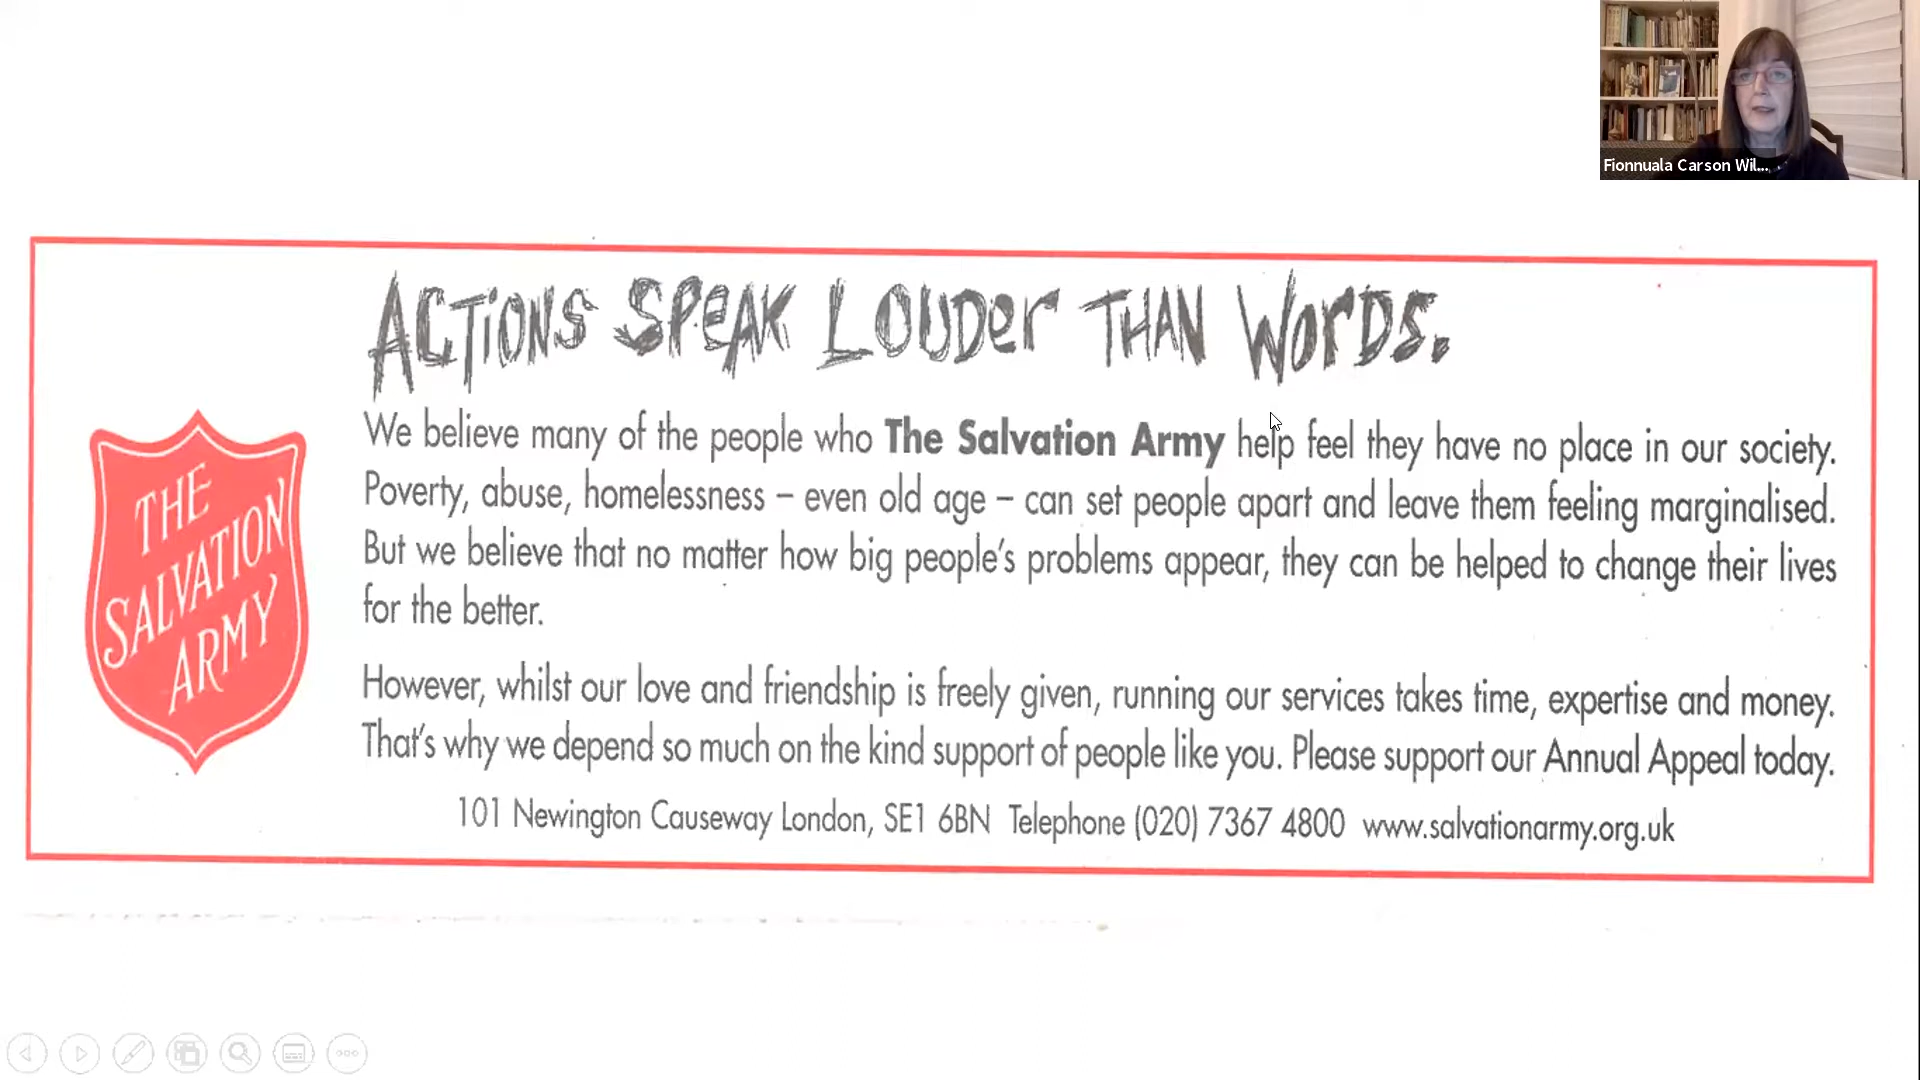 Fionnuala Carson Wil...
ACTiONS SPeAK LOUDer THAN WorDS.
We believe many of the people who The Salvation Army help feel they have no place in our society.
Poverty, abuse, homelessness – even old age – can set people apart and leave them feeling marginalised.
But we believe that no matter how big people's problems appear, they can be helped to change their lives
for the better.
THE
SALVATION
ARMY
However, whilst our love and friendship is freely given, running our services takes time, expertise and money.
That's why we depend so much on the kind support of people like you. Please support our Annual Appeal today.
101 Newington Causeway London, SE1 6BN Telephone (020) 7367 4800 www.salvationarmy.org.uk